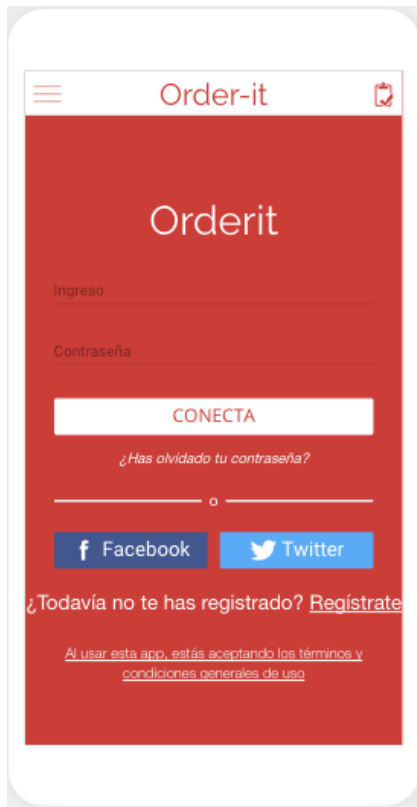 Order-it
Orderit
Ingreso
Contraseña
CONECTA
¿Has olvidado tu contraseña?
o
Facebook
Twitter
¿Todavía no te has registrado? Regístrate
Al usar esta app, estás aceptando los términos y
condiciones generales de uso